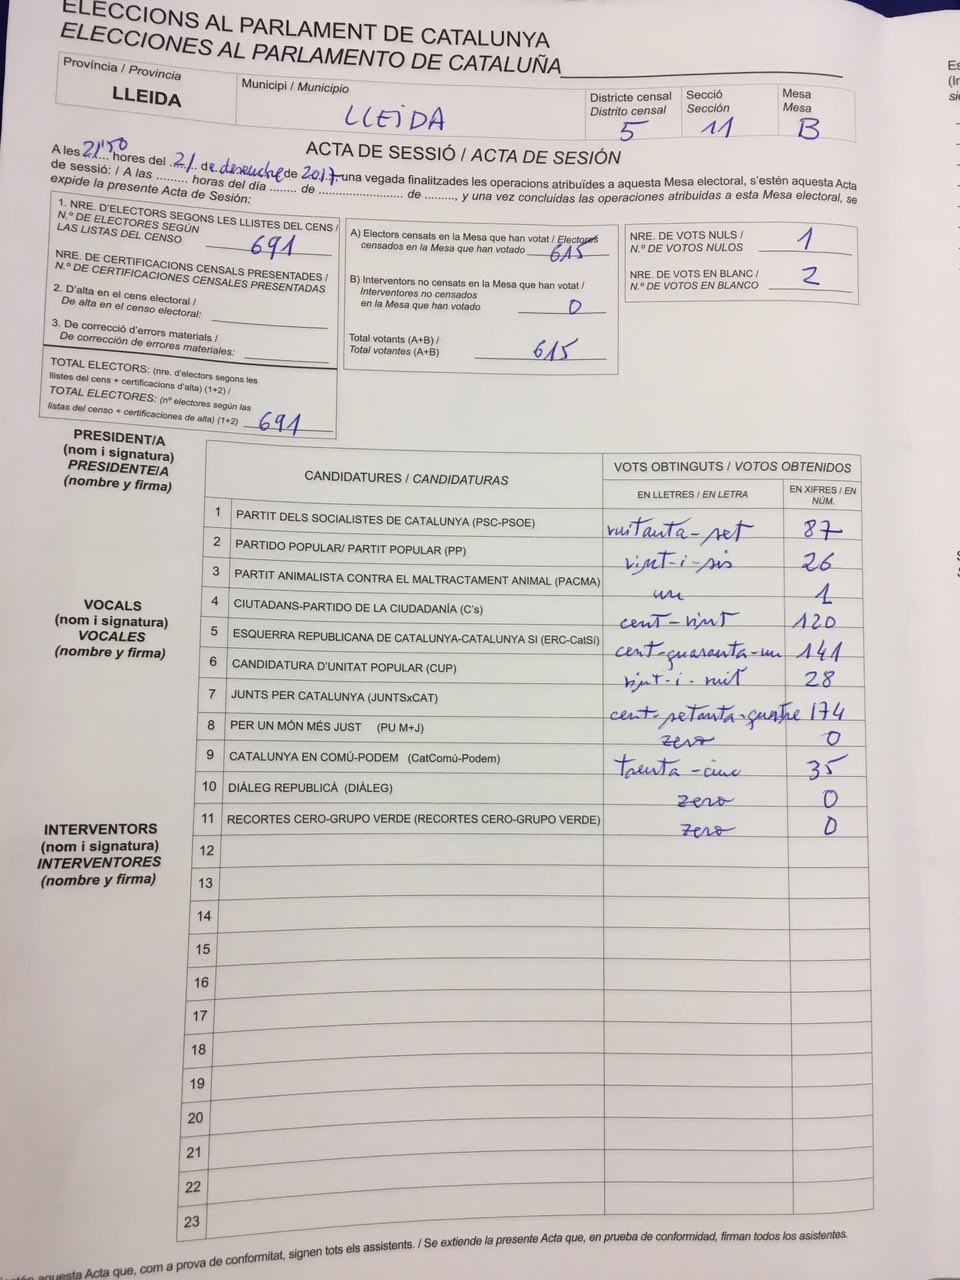 ELECCIONS AL PARLAMENT DE CATALUNYA
ELECCIONES AL PARLAMENTO DE CATALUÑA
Província / Provincia
LLEIDA
Municipi / Municipio
LLEIDA
Districte censal
Distrito censal
5
Secció
Sección
11
Mesa
Mesa
B
ACTA DE SESSIÓ / ACTA DE SESIÓN
A les 21'50 hores del 21 de desembre de 2017 una vegada finalitzades les operacions atribuïdes a aquesta Mesa electoral, s'estén aquesta Acta
de sessió: / A las ......... horas del día ........ de ........................ de ........., y una vez concluidas las operaciones atribuidas a esta Mesa electoral, se
expide la presente Acta de Sesión:
1. NRE. D'ELECTORS SEGONS LES LLISTES DEL CENS /
N.º DE ELECTORES SEGÚN
LAS LISTAS DEL CENSO 691
NRE. DE CERTIFICACIONS CENSALS PRESENTADES /
N.º DE CERTIFICACIONES CENSALES PRESENTADAS
2. D'alta en el cens electoral /
De alta en el censo electoral:
3. De correcció d'errors materials /
De corrección de errores materiales:
TOTAL ELECTORS: (nre. d'electors segons les
llistes del cens + certificacions d'alta) (1+2) /
TOTAL ELECTORES: (nº electores según las
listas del censo + certificaciones de alta) (1+2) 691
A) Electors censats en la Mesa que han votat / Electores
censados en la Mesa que han votado 615
B) Interventors no censats en la Mesa que han votat /
Interventores no censados
en la Mesa que han votado 0
Total votants (A+B) /
Total votantes (A+B) 615
NRE. DE VOTS NULS /
N.º DE VOTOS NULOS 1
NRE. DE VOTS EN BLANC /
N.º DE VOTOS EN BLANCO 2
PRESIDENT/A
(nom i signatura)
PRESIDENTE/A
(nombre y firma)
CANDIDATURES / CANDIDATURAS
VOTS OBTINGUTS / VOTOS OBTENIDOS
EN LLETRES / EN LETRA
EN XIFRES / EN
NÚM.
1 PARTIT DELS SOCIALISTES DE CATALUNYA (PSC-PSOE) vuitanta-set 87
2 PARTIDO POPULAR/ PARTIT POPULAR (PP) vint-i-sis 26
3 PARTIT ANIMALISTA CONTRA EL MALTRACTAMENT ANIMAL (PACMA) un 1
4 CIUTADANS-PARTIDO DE LA CIUDADANÍA (C's) cent-vint 120
5 ESQUERRA REPUBLICANA DE CATALUNYA-CATALUNYA SI (ERC-CatSí) cent-quaranta-un 141
6 CANDIDATURA D'UNITAT POPULAR (CUP) vint-i-vuit 28
7 JUNTS PER CATALUNYA (JUNTSxCAT) cent-setanta-quatre 174
8 PER UN MÓN MÉS JUST (PU M+J) zero 0
9 CATALUNYA EN COMÚ-PODEM (CatComú-Podem) trenta-cinc 35
10 DIÀLEG REPUBLICÀ (DIÀLEG) zero 0
11 RECORTES CERO-GRUPO VERDE (RECORTES CERO-GRUPO VERDE) zero 0
12
13
14
15
16
17
18
19
20
21
22
23
VOCALS
(nom i signatura)
VOCALES
(nombre y firma)
INTERVENTORS
(nom i signatura)
INTERVENTORES
(nombre y firma)
aquesta Acta que, com a prova de conformitat, signen tots els assistents. / Se extiende la presente Acta que, en prueba de conformidad, firman todos los asistentes.